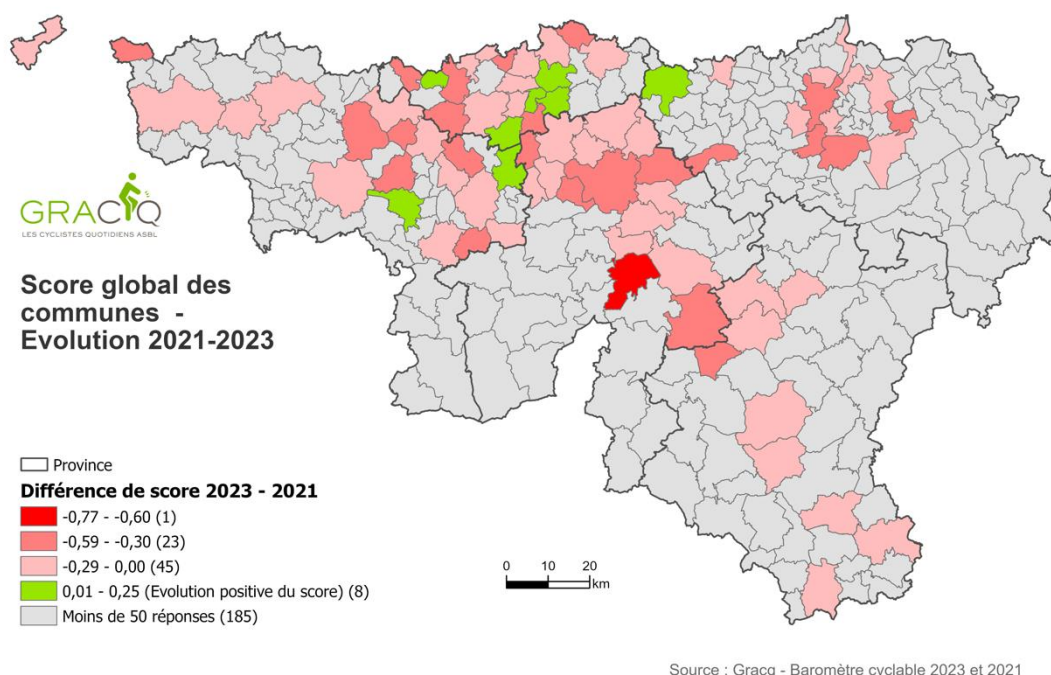 GRACQ
LES CYCLISTES QUOTIDIENS ASBL
Score global des
communes -
Evolution 2021-2023
Province
Différence de score 2023 - 2021
-0,77 - -0,60 (1)
-0,59 - -0,30 (23)
-0,29 - 0,00 (45)
0,01 - 0,25 (Evolution positive du score) (8)
Moins de 50 réponses (185)
0 10 20
km
Source : Gracq - Baromètre cyclable 2023 et 2021